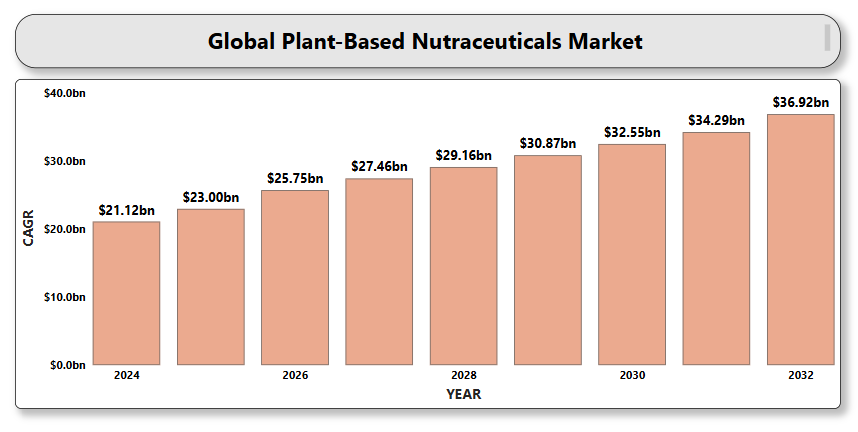 Global Plant-Based Nutraceuticals Market
$40.0bn
$30.0bn
$20.0bn
$10.0bn
$0.0bn
CAGR
$21.12bn
$23.00bn
$25.75bn
$27.46bn
$29.16bn
$30.87bn
$32.55bn
$34.29bn
$36.92bn
2024
2026
2028
2030
2032
YEAR